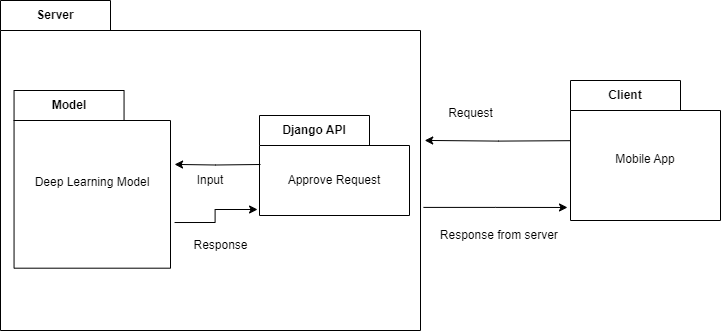 Server
Model
Deep Learning Model
Django API
Approve Request
Input
Response
Request
Response from server
Client
Mobile App